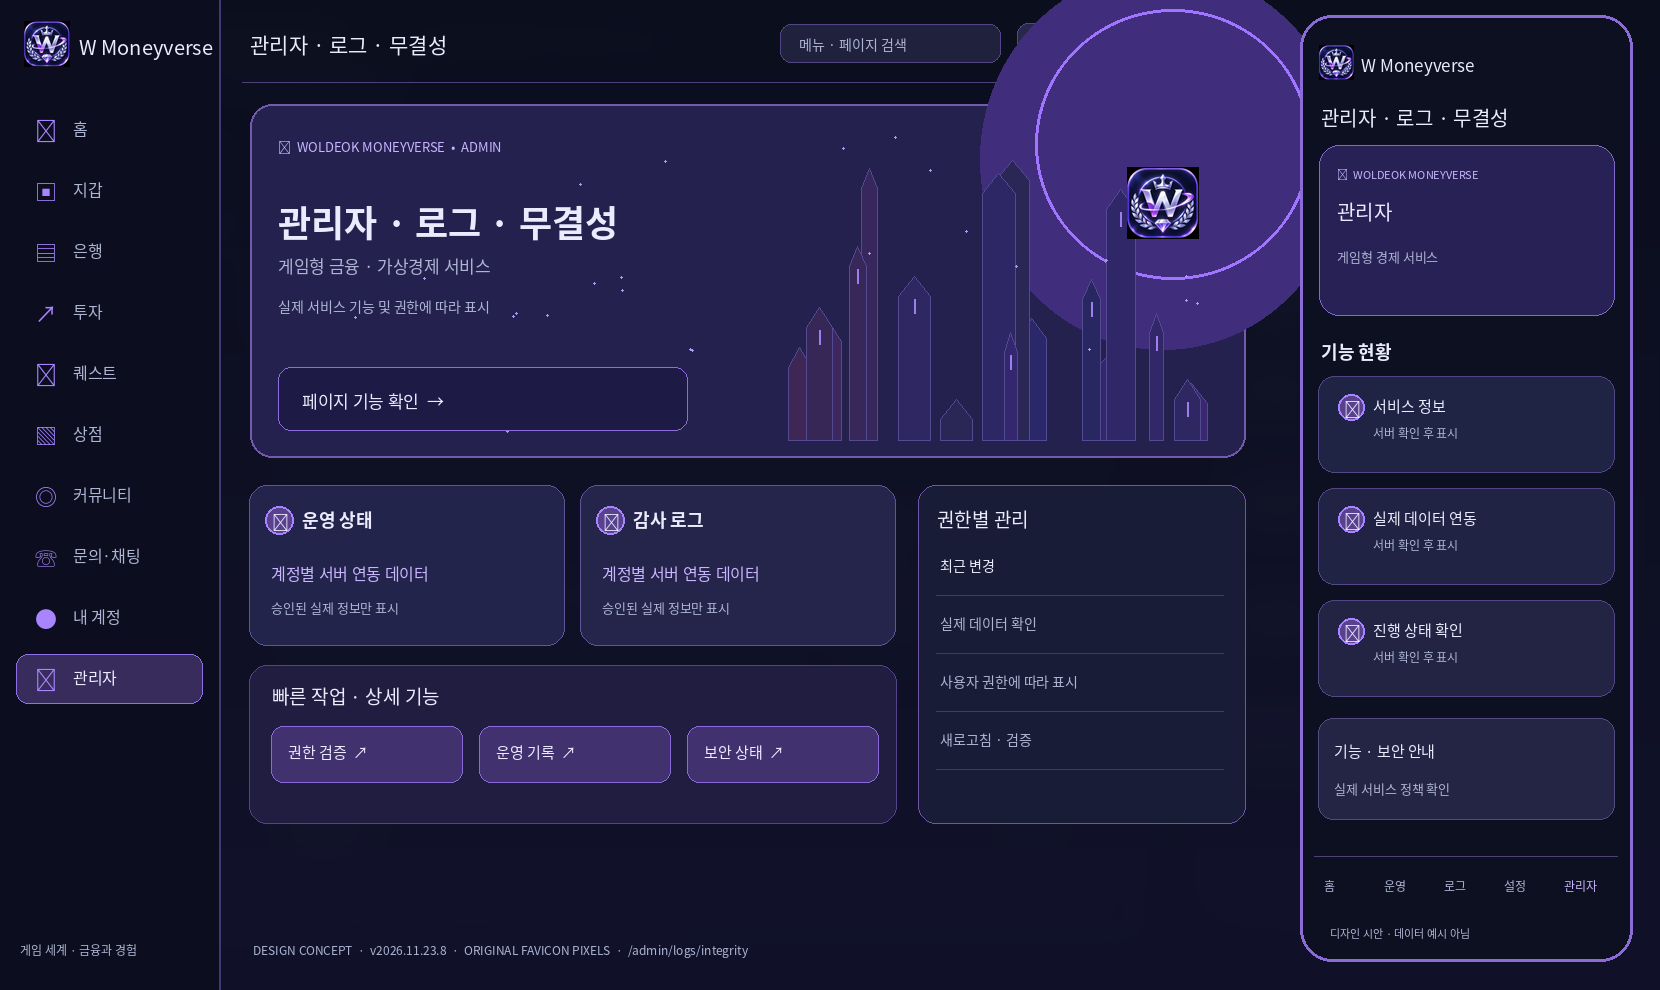 W Moneyverse
홈
지갑
은행
투자
퀘스트
상점
커뮤니티
문의·채팅
내 계정
관리자
게임 세계 · 금융과 경험
관리자 · 로그 · 무결성
메뉴 · 페이지 검색
WOLDEOK MONEYVERSE • ADMIN
관리자 · 로그 · 무결성
게임형 금융 · 가상경제 서비스
실제 서비스 기능 및 권한에 따라 표시
페이지 기능 확인 →
W
운영 상태
계정별 서버 연동 데이터
승인된 실제 정보만 표시
감사 로그
계정별 서버 연동 데이터
승인된 실제 정보만 표시
빠른 작업 · 상세 기능
권한 검증 ↗
운영 기록 ↗
보안 상태 ↗
권한별 관리
최근 변경
실제 데이터 확인
사용자 권한에 따라 표시
새로고침 · 검증
DESIGN CONCEPT · v2026.11.23.8 · ORIGINAL FAVICON PIXELS · /admin/logs/integrity
W Moneyverse
관리자 · 로그 · 무결성
WOLDEOK MONEYVERSE
관리자
게임형 경제 서비스
기능 현황
서비스 정보
서버 확인 후 표시
실제 데이터 연동
서버 확인 후 표시
진행 상태 확인
서버 확인 후 표시
기능 · 보안 안내
실제 서비스 정책 확인
홈 운영 로그 설정 관리자
디자인 시안 · 데이터 예시 아님